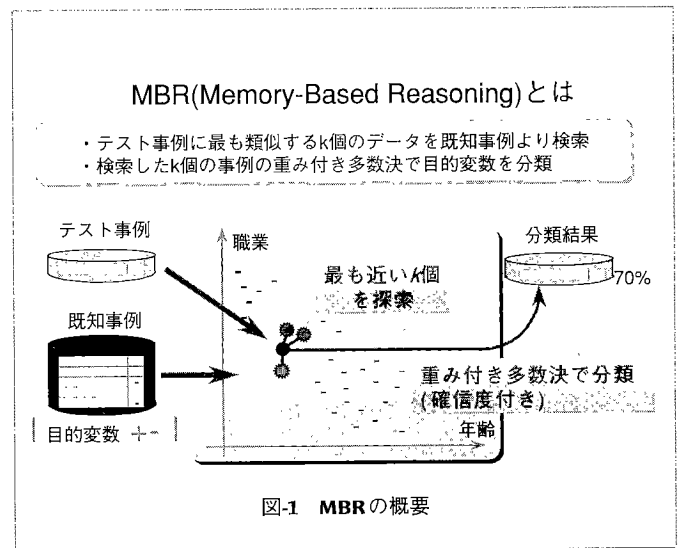 MBR(Memory-Based Reasoning)とは
・テスト事例に最も類似するk個のデータを既知事例より検索
・検索したk個の事例の重み付き多数決で目的変数を分類
テスト事例
職業
分類結果
最も近いk個
を探索
70%
既知事例
重み付き多数決で分類
(確信度付き)
目的変数 +-
年齢
図-1 MBRの概要